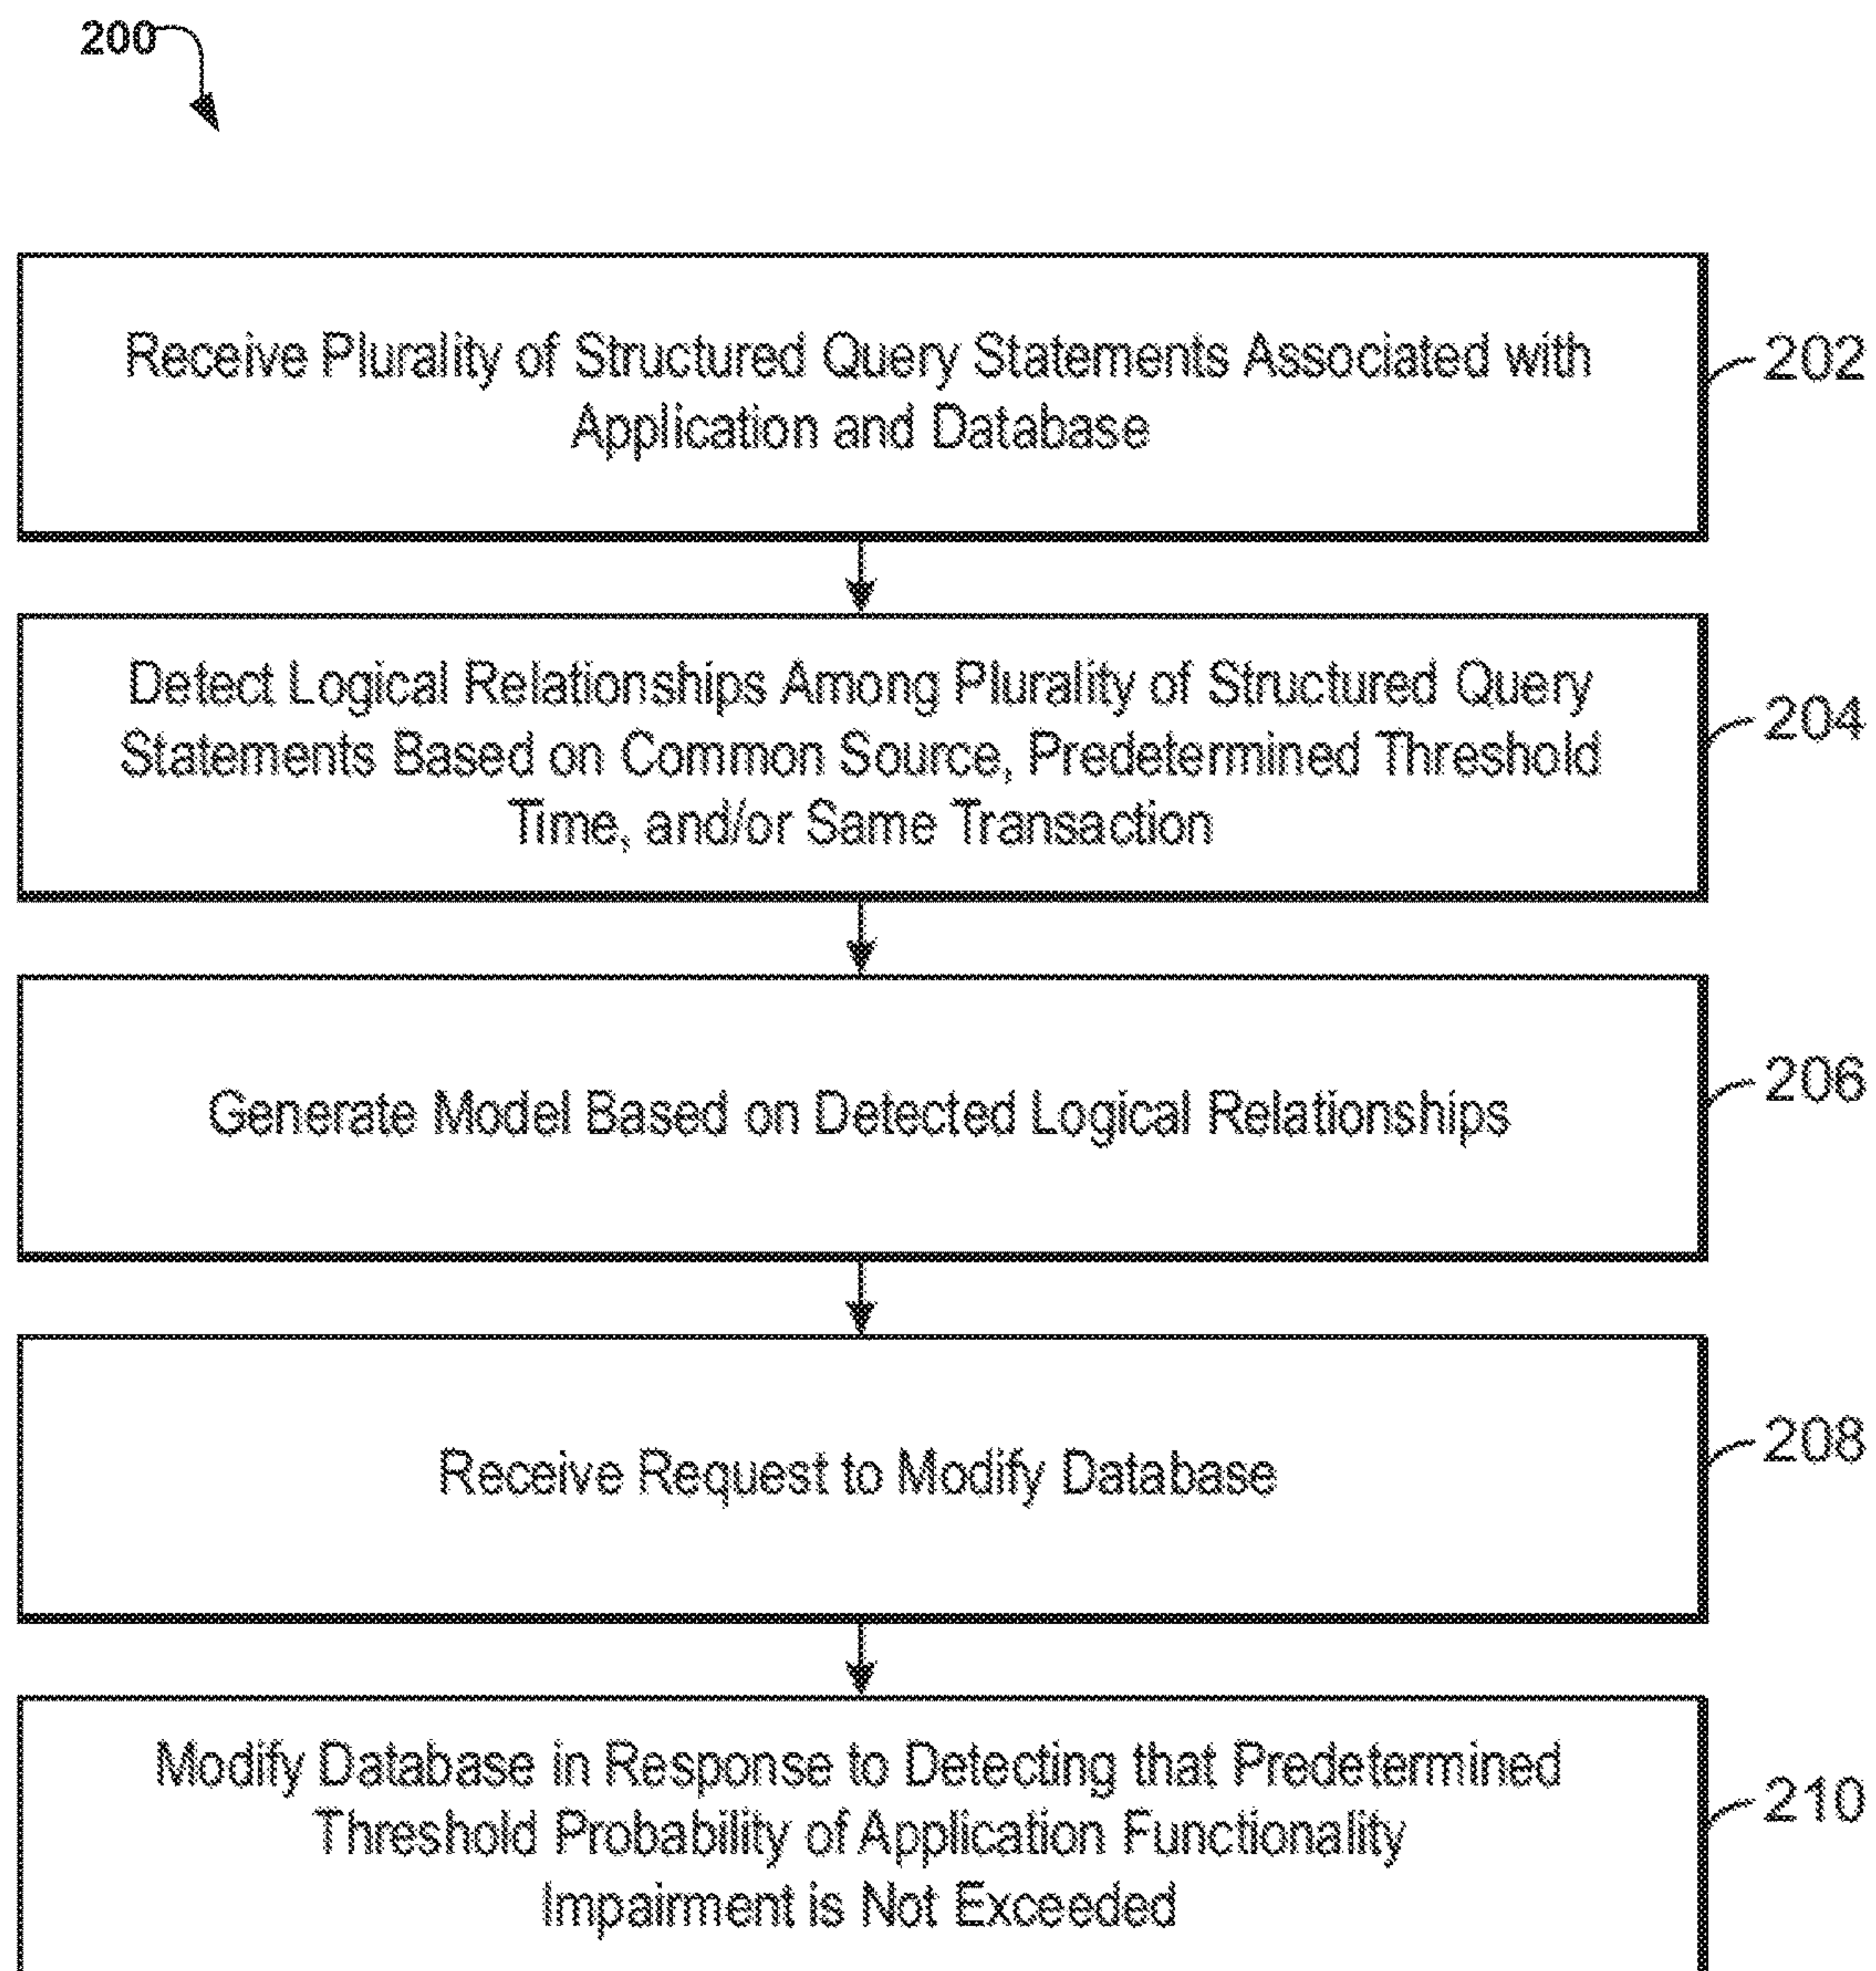 200
Receive Plurality of Structured Query Statements Associated with
Application and Database
202
Detect Logical Relationships Among Plurality of Structured Query
Statements Based on Common Source, Predetermined Threshold
Time, and/or Same Transaction
204
Generate Model Based on Detected Logical Relationships
206
Receive Request to Modify Database
208
Modify Database in Response to Detecting that Predetermined
Threshold Probability of Application Functionality
Impairment is Not Exceeded
210